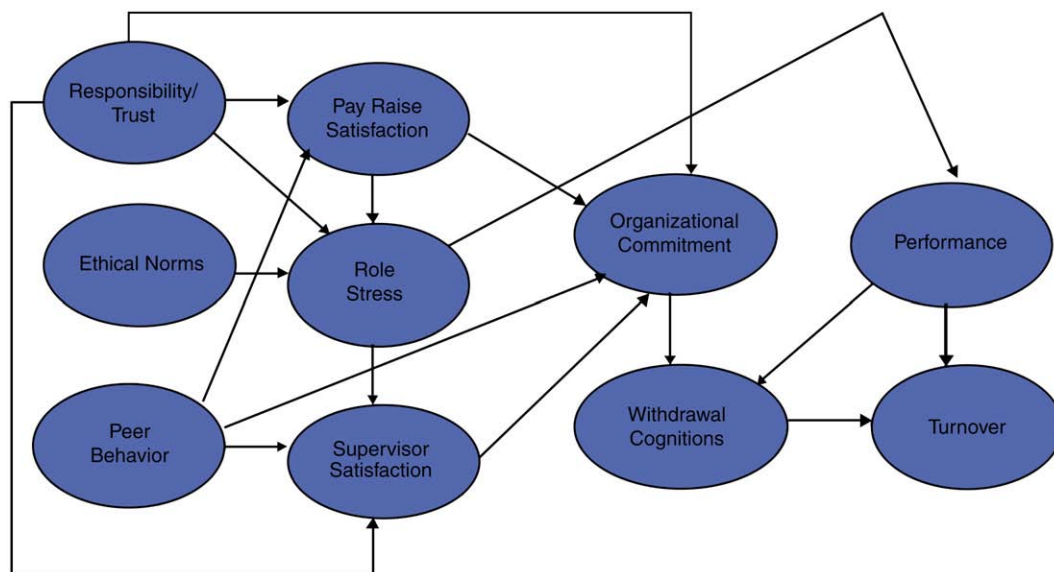 Responsibility/
Trust
Pay Raise
Satisfaction
Organizational
Commitment
Performance
Ethical Norms
Role
Stress
Peer
Behavior
Supervisor
Satisfaction
Withdrawal
Cognitions
Turnover